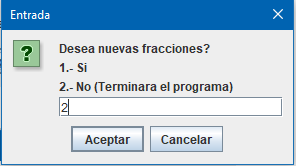 Entrada
Desea nuevas fracciones?
1.- Si
2.- No (Terminara el programa)
2
Aceptar Cancelar